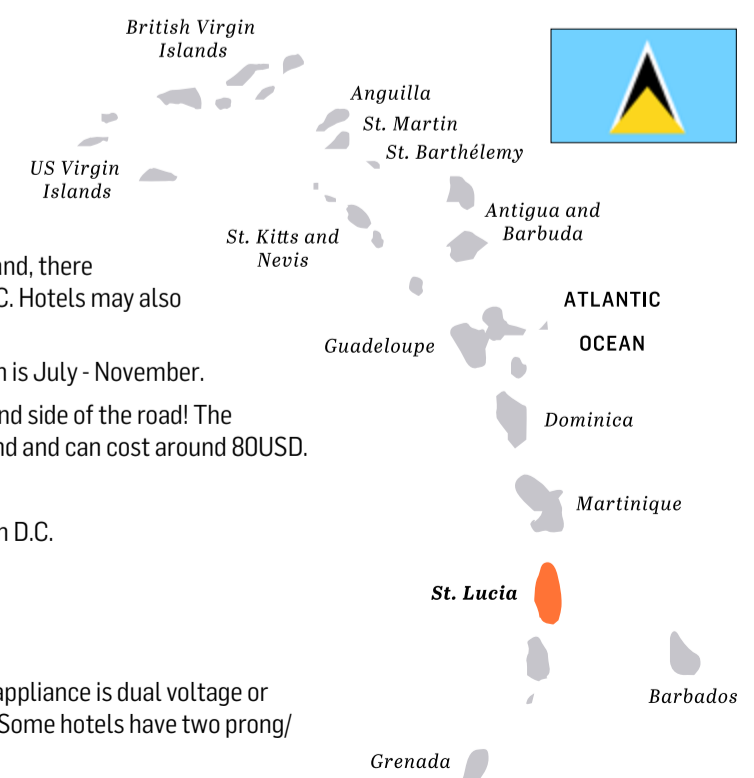 British Virgin
Islands
Anguilla
St. Martin
St. Barthélemy
US Virgin
Islands
Antigua and
Barbuda
St. Kitts and
Nevis
and, there
C. Hotels may also
ATLANTIC
OCEAN
Guadeloupe
n is July - November.
nd side of the road! The
nd and can cost around 80USD.
Dominica
Martinique
n D.C.
St. Lucia
appliance is dual voltage or
Some hotels have two prong/
Barbados
Grenada